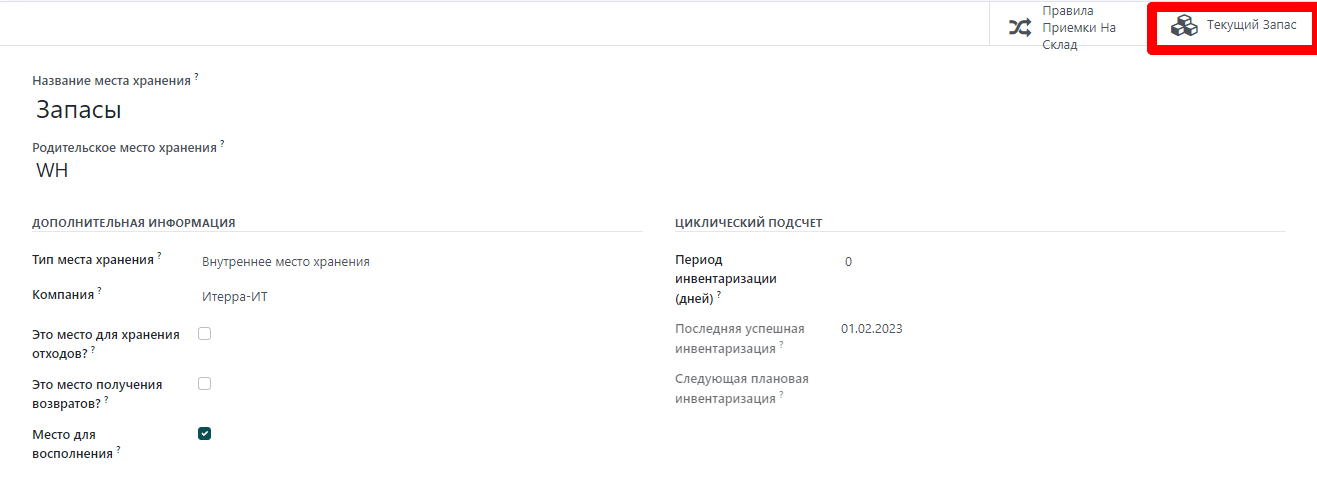 Правила
Приемки На
Склад
Текущий Запас
Название места хранения ?
Запасы
Родительское место хранения ?
WH
ДОПОЛНИТЕЛЬНАЯ ИНФОРМАЦИЯ
Тип места хранения ?
Внутреннее место хранения
Компания ?
Итерра-ИТ
Это место для хранения
отходов? ?
Это место получения
возвратов? ?
Место для
восполнения ?
ЦИКЛИЧЕСКИЙ ПОДСЧЕТ
Период
инвентаризации
(дней) ?
0
Последняя успешная
инвентаризация ?
01.02.2023
Следующая плановая
инвентаризация ?